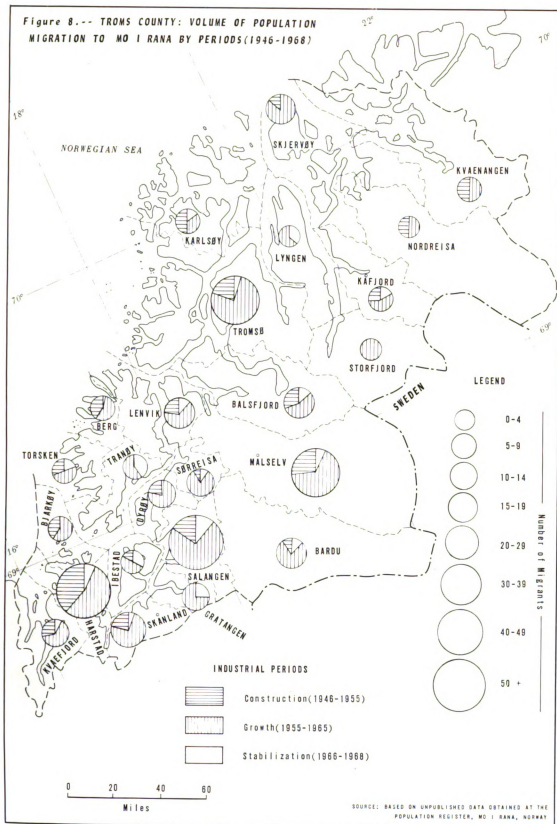 Figure 8.-- TROMS COUNTY: VOLUME OF POPULATION
MIGRATION TO MO I RANA BY PERIODS(1946-1968)
22°
70°
18°
NORWEGIAN SEA
SKJERVØY
KVAENANGEN
KARLSØY
LYNGEN
NORDREISA
KÅFJORD
70°
TROMSØ
69°
STORFJORD
SWEDEN
LEGEND
BALSFJORD
LENVIK
BERG
0-4
5-9
10-14
15-19
20-29
30-39
40-49
50 +
Number of Migrants
TORSKEN
TRANØY
SØRREISA
MÅLSELV
BJARKØY
DYRØY
16°
69°
IBESTAD
SALANGEN
BARDU
HARSTAD
SKÅNLAND
GRATANGEN
KVAEFJORD
INDUSTRIAL PERIODS
Construction(1946-1955)
Growth(1955-1965)
Stabilization(1966-1968)
0 20 40 60
Miles
SOURCE: BASED ON UNPUBLISHED DATA OBTAINED AT THE
POPULATION REGISTER, MO I RANA, NORWAY